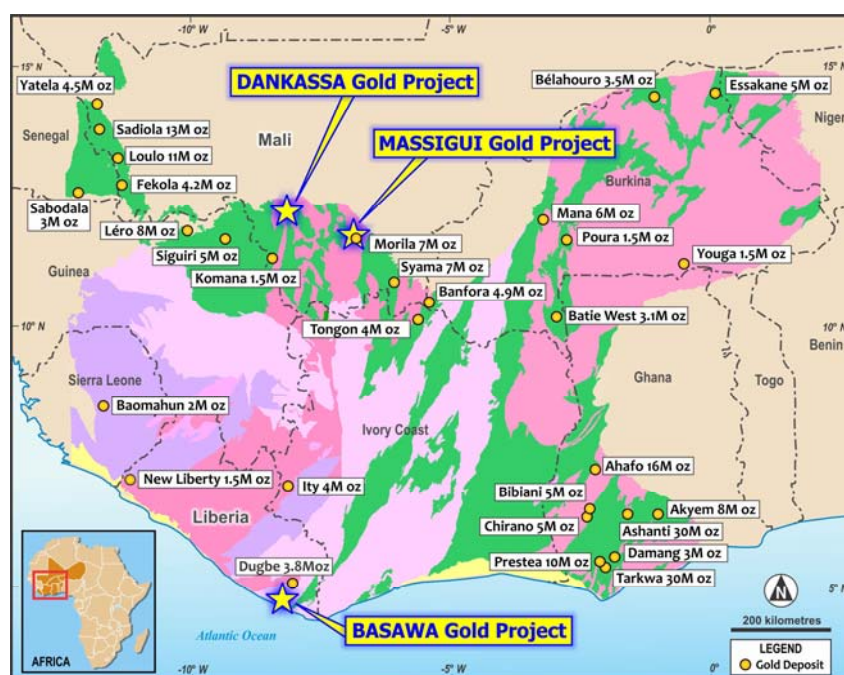 -10° W
-5° W
0°
15° N
15° N
Yatela 4.5M oz
DANKASSA Gold Project
Bélahouro 3.5M oz
Essakane 5M oz
Senegal
Sadiola 13M oz
Mali
Niger
Loulo 11M oz
MASSIGUI Gold Project
Fekola 4.2M oz
Burkina
Sabodala
3M oz
Léro 8M oz
Mana 6M oz
Morila 7M oz
Poura 1.5M oz
Siguiri 5M oz
Youga 1.5M oz
Guinea
Komana 1.5M oz
Syama 7M oz
Banfora 4.9M oz
Batie West 3.1M oz
10° N
Tongon 4M oz
10° N
Benin
Sierra Leone
Ghana
Togo
Baomahun 2M oz
Ivory Coast
Ahafo 16M oz
New Liberty 1.5M oz
Ity 4M oz
Bibiani 5M oz
Akyem 8M oz
Liberia
Chirano 5M oz
Ashanti 30M oz
Damang 3M oz
Dugbe 3.8Moz
Prestea 10M oz
Tarkwa 30M oz
5° N
N
200 kilometres
BASAWA Gold Project
Atlantic Ocean
LEGEND
Gold Deposit
AFRICA
-10° W
-5° W
0°